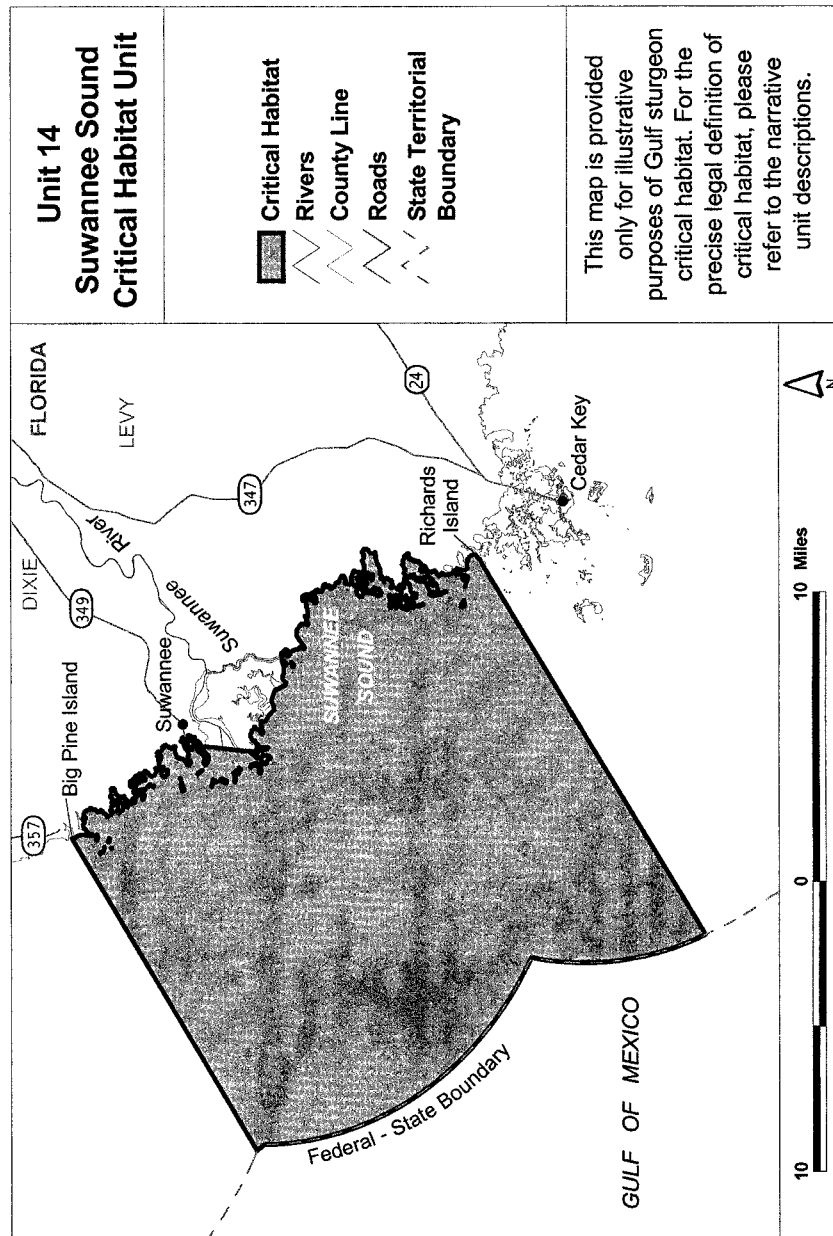 Unit 14
Suwannee Sound
Critical Habitat Unit
Critical Habitat
Rivers
County Line
Roads
State Territorial
Boundary
This map is provided
only for illustrative
purposes of Gulf sturgeon
critical habitat. For the
precise legal definition of
critical habitat, please
refer to the narrative
unit descriptions.
FLORIDA
DIXIE
LEVY
357
349
347
24
Big Pine Island
Suwannee
Suwannee River
SUWANNEE
SOUND
Richards
Island
Cedar Key
Federal - State Boundary
GULF OF MEXICO
10
0
10 Miles
N